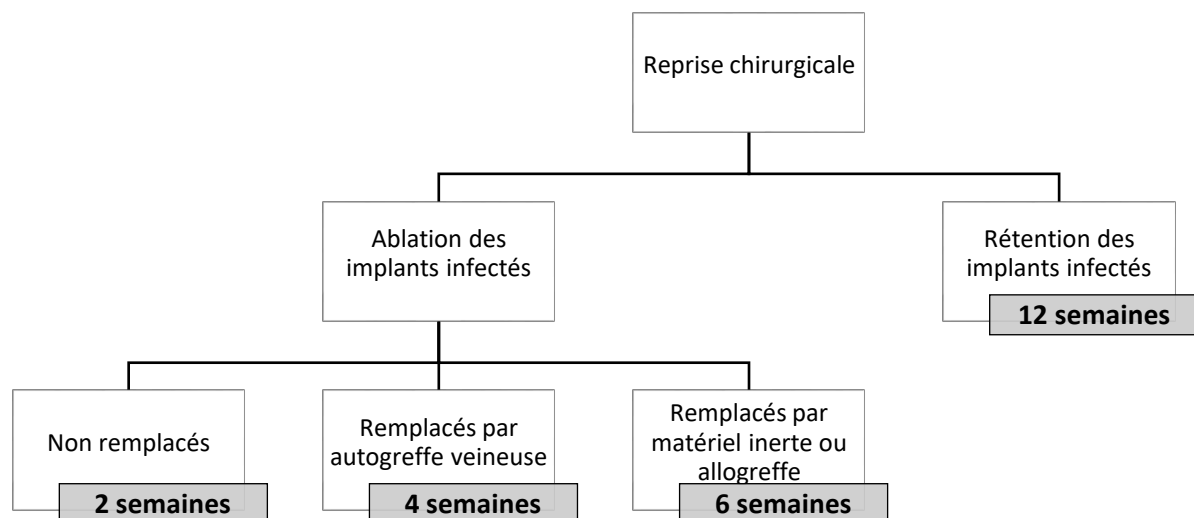 Reprise chirurgicale
Ablation des
implants infectés
Rétention des
implants infectés
12 semaines
Non remplacés
2 semaines
Remplacés par
autogreffe veineuse
4 semaines
Remplacés par
matériel inerte ou
allogreffe
6 semaines